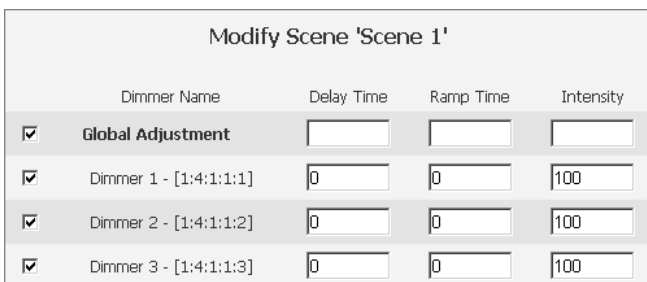 Modify Scene 'Scene 1'
Dimmer Name Delay Time Ramp Time Intensity
Global Adjustment
Dimmer 1 - [1:4:1:1:1] 0 0 100
Dimmer 2 - [1:4:1:1:2] 0 0 100
Dimmer 3 - [1:4:1:1:3] 0 0 100